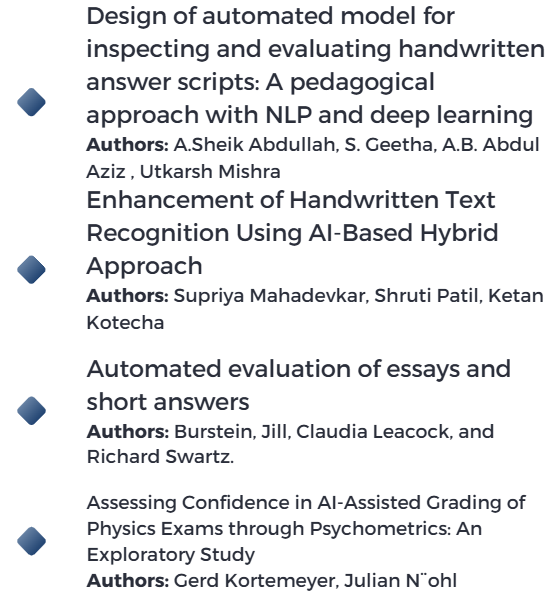 Design of automated model for
inspecting and evaluating handwritten
answer scripts: A pedagogical
approach with NLP and deep learning
Authors: A.Sheik Abdullah, S. Geetha, A.B. Abdul
Aziz , Utkarsh Mishra
Enhancement of Handwritten Text
Recognition Using AI-Based Hybrid
Approach
Authors: Supriya Mahadevkar, Shruti Patil, Ketan
Kotecha
Automated evaluation of essays and
short answers
Authors: Burstein, Jill, Claudia Leacock, and
Richard Swartz.
Assessing Confidence in AI-Assisted Grading of
Physics Exams through Psychometrics: An
Exploratory Study
Authors: Gerd Kortemeyer, Julian N¨ohl